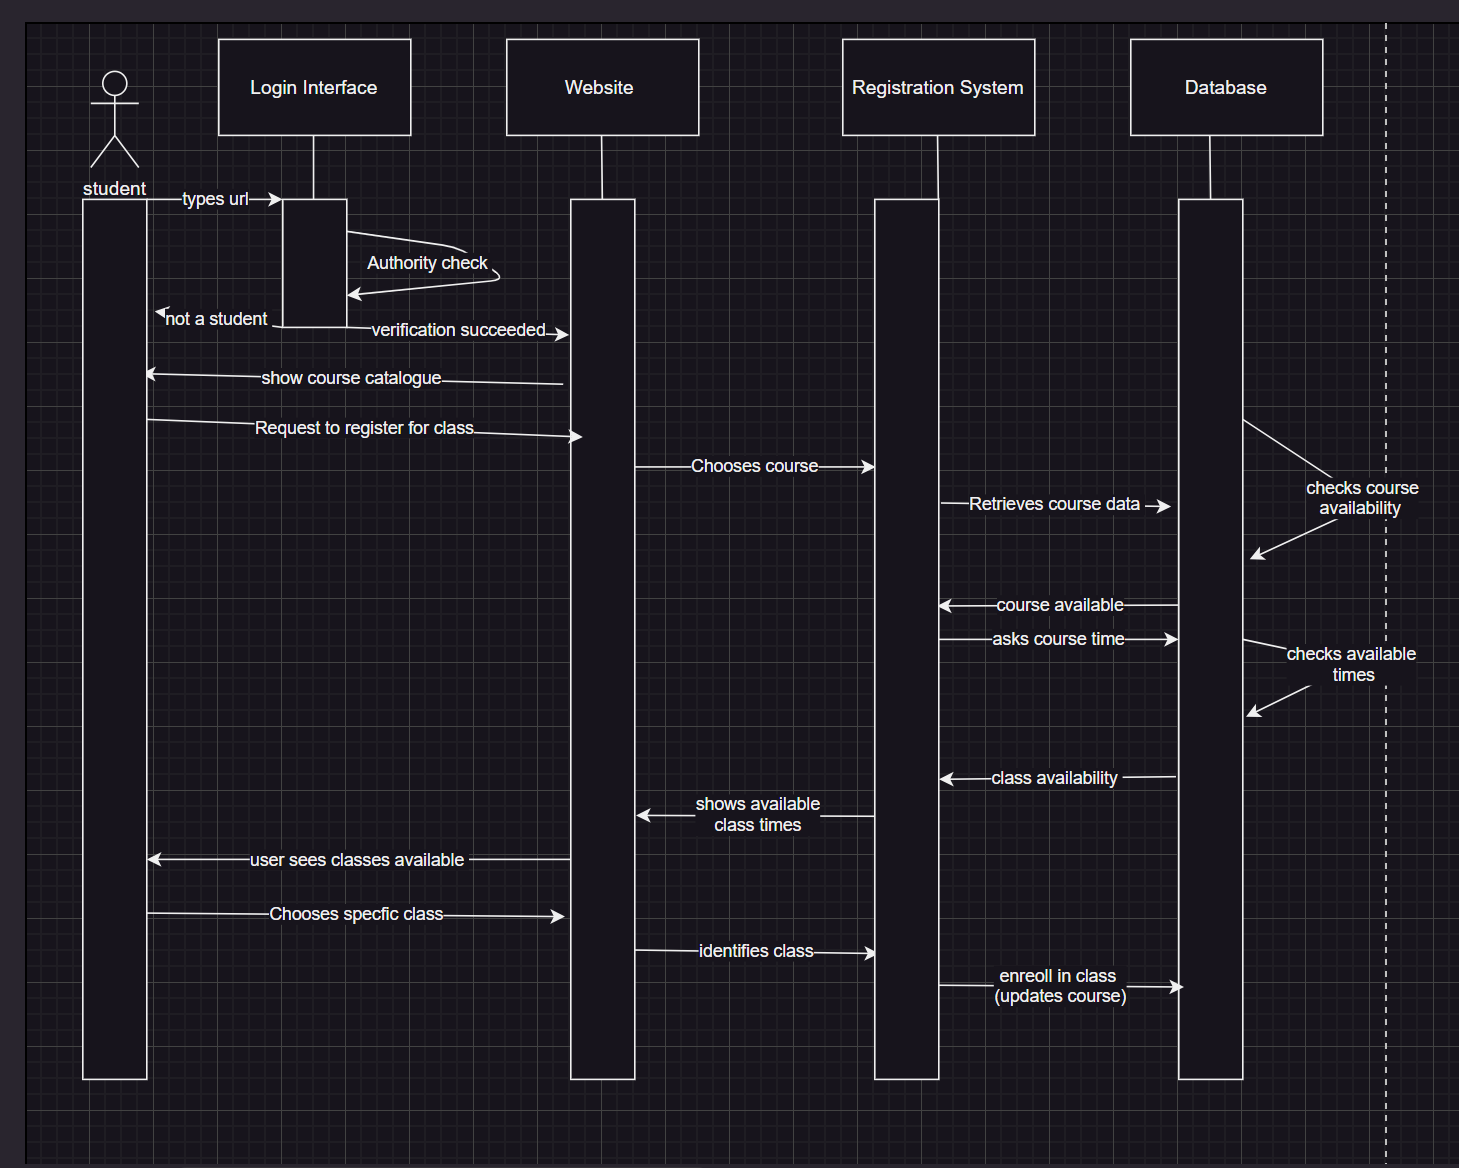 Login Interface
Website
Registration System
Database
student
types url
Authority check
not a student
verification succeeded
show course catalogue
Request to register for class
Chooses course
checks course
availability
Retrieves course data
course available
asks course time
checks available
times
class availability
shows available
class times
user sees classes available
Chooses specfic class
identifies class
enreoll in class
(updates course)